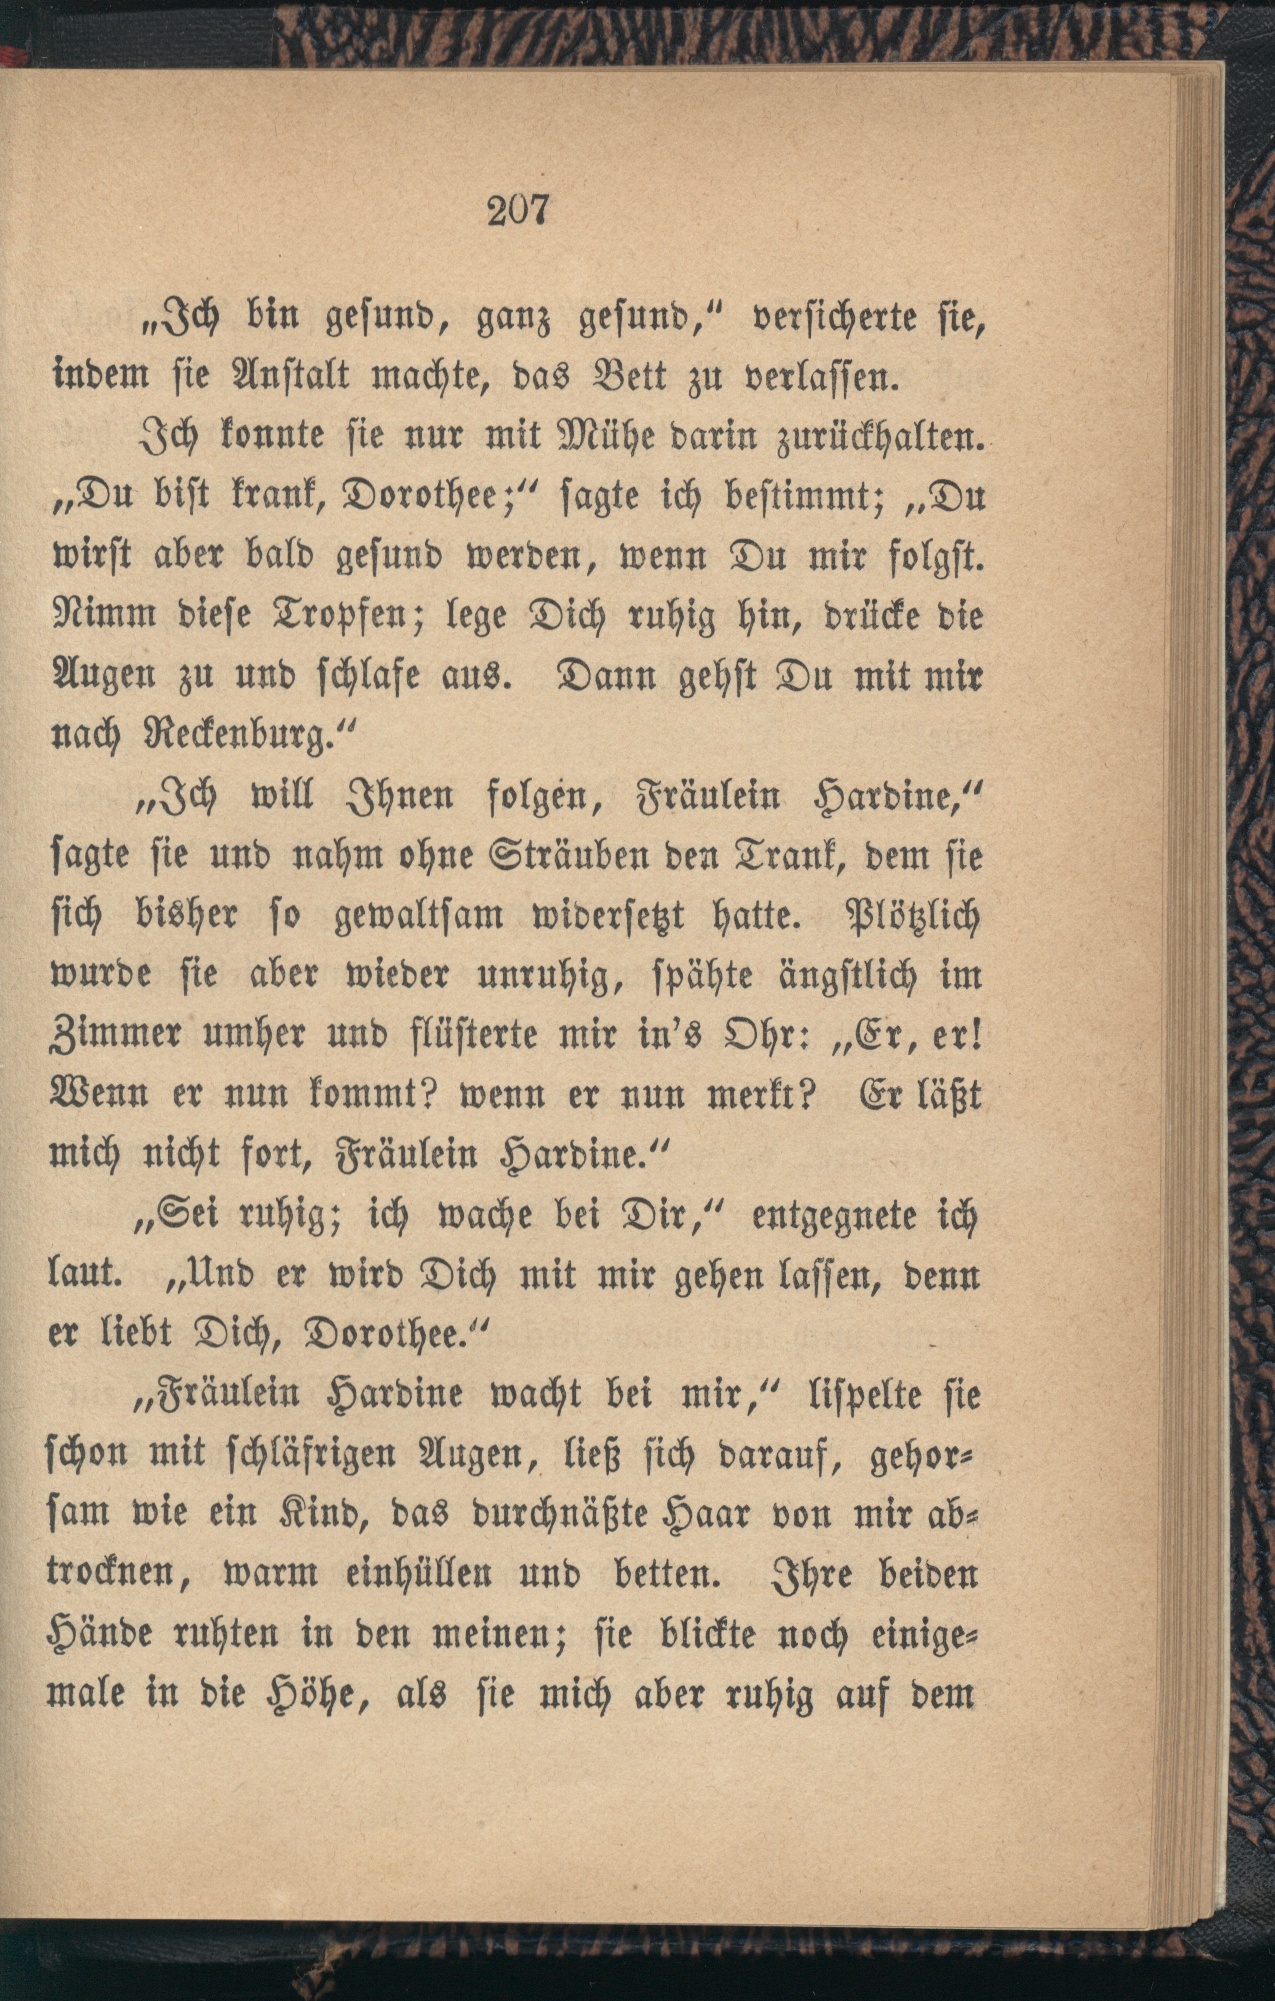 207
„Ich bin gesund, ganz gesund,“ versicherte sie,
indem sie Anstalt machte, das Bett zu verlassen.
Ich konnte sie nur mit Mühe darin zurückhalten.
„Du bist krank, Dorothee;“ sagte ich bestimmt; „Du
wirst aber bald gesund werden, wenn Du mir folgst.
Nimm diese Tropfen; lege Dich ruhig hin, drücke die
Augen zu und schlafe aus. Dann gehst Du mit mir
nach Reckenburg.“
„Ich will Ihnen folgen, Fräulein Hardine,“
sagte sie und nahm ohne Sträuben den Trank, dem sie
sich bisher so gewaltsam widersetzt hatte. Plötzlich
wurde sie aber wieder unruhig, spähte ängstlich im
Zimmer umher und flüsterte mir in’s Ohr: „Er, er!
Wenn er nun kommt? wenn er nun merkt? Er läßt
mich nicht fort, Fräulein Hardine.“
„Sei ruhig; ich wache bei Dir,“ entgegnete ich
laut. „Und er wird Dich mit mir gehen lassen, denn
er liebt Dich, Dorothee.“
„Fräulein Hardine wacht bei mir,“ lispelte sie
schon mit schläfrigen Augen, ließ sich darauf, gehor-
sam wie ein Kind, das durchnäßte Haar von mir ab-
trocknen, warm einhüllen und betten. Ihre beiden
Hände ruhten in den meinen; sie blickte noch einige-
male in die Höhe, als sie mich aber ruhig auf dem